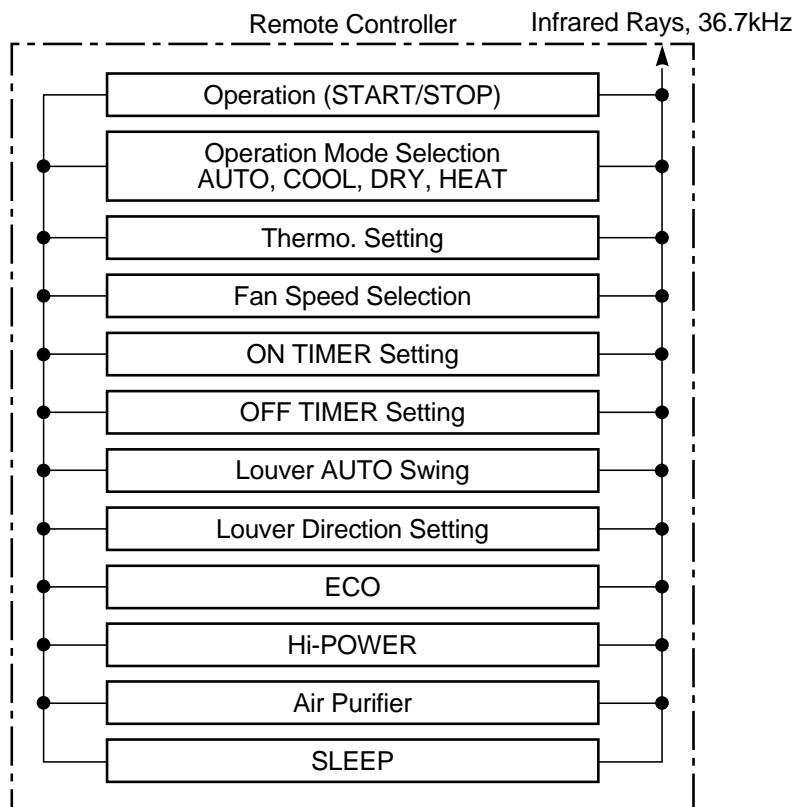 Remote Controller
Infrared Rays, 36.7kHz
Operation (START/STOP)
Operation Mode Selection
AUTO, COOL, DRY, HEAT
Thermo. Setting
Fan Speed Selection
ON TIMER Setting
OFF TIMER Setting
Louver AUTO Swing
Louver Direction Setting
ECO
Hi-POWER
Air Purifier
SLEEP